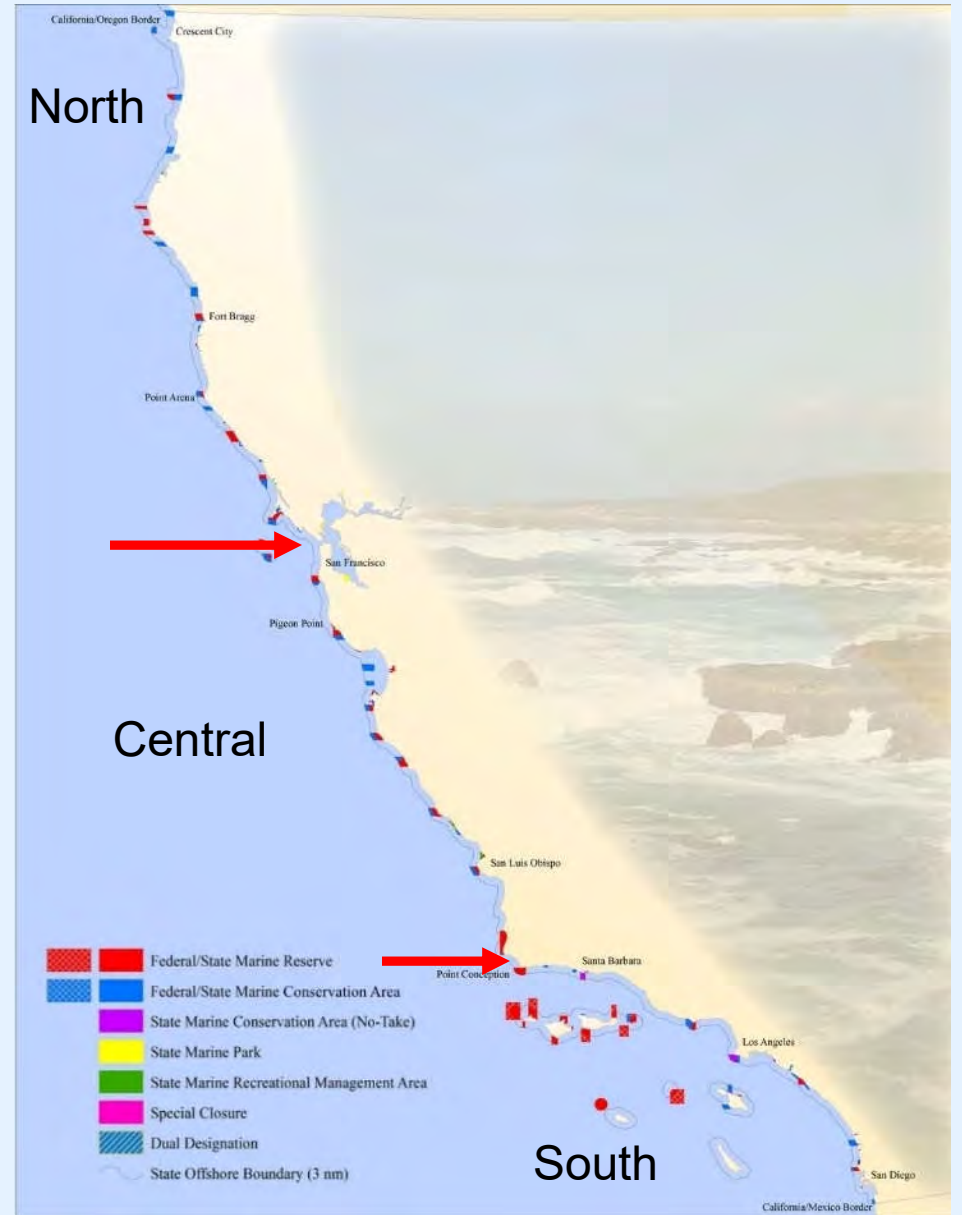 California/Oregon Border
Crescent City
North
Fort Bragg
Point Arena
San Francisco
Pigeon Point
Central
San Luis Obispo
Point Conception
Santa Barbara
Los Angeles
South
San Diego
California/Mexico Border
Federal/State Marine Reserve
Federal/State Marine Conservation Area
State Marine Conservation Area (No-Take)
State Marine Park
State Marine Recreational Management Area
Special Closure
Dual Designation
State Offshore Boundary (3 nm)